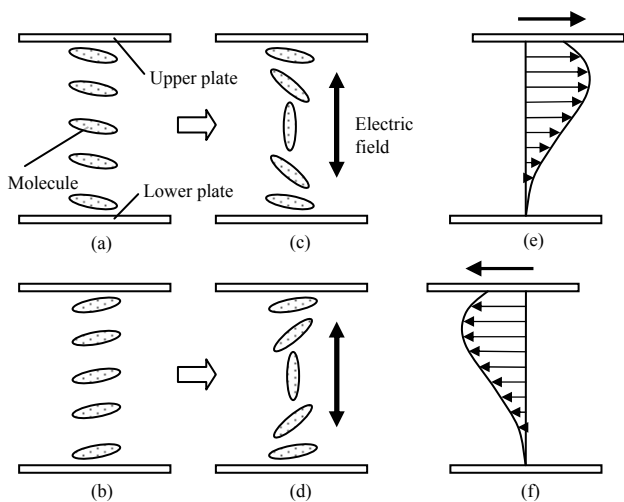 Upper plate
Molecule
Lower plate
Electric
field
(a)
(c)
(e)
(b)
(d)
(f)